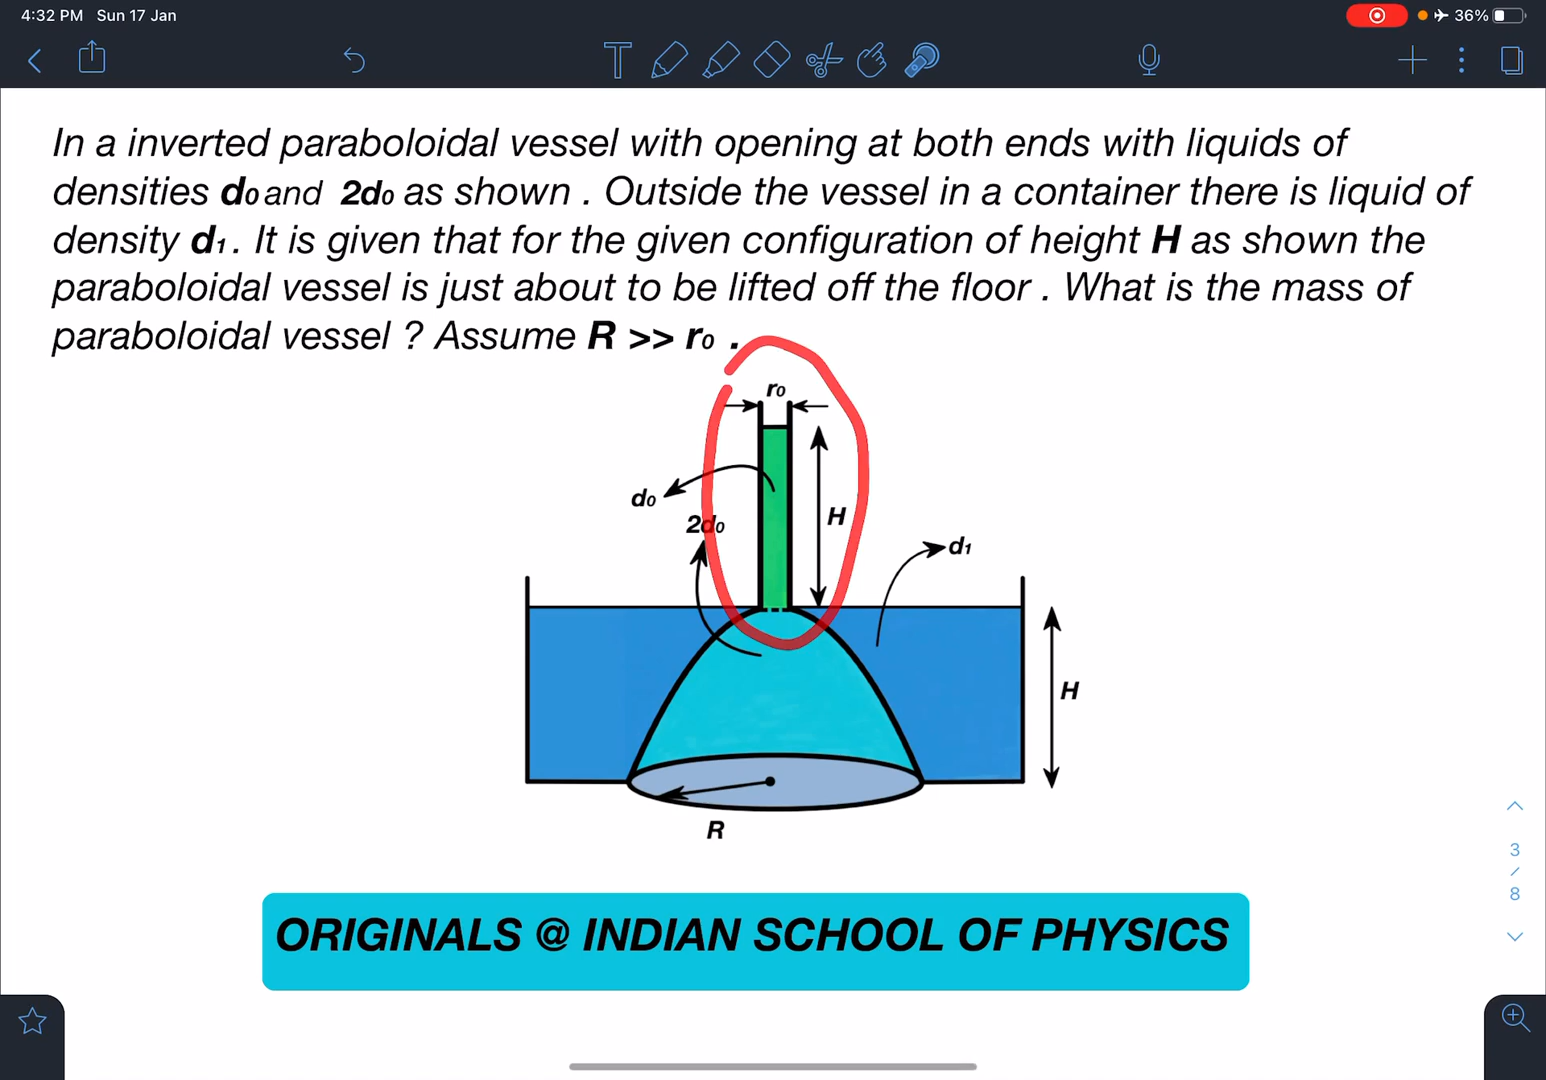 4:32 PM Sun 17 Jan
36%
In a inverted paraboloidal vessel with opening at both ends with liquids of
densities d₀ and 2d₀ as shown . Outside the vessel in a container there is liquid of
density d₁. It is given that for the given configuration of height H as shown the
paraboloidal vessel is just about to be lifted off the floor . What is the mass of
paraboloidal vessel ? Assume R >> r₀ .
r₀
d₀
2d₀
H
d₁
H
R
3
/
8
ORIGINALS @ INDIAN SCHOOL OF PHYSICS